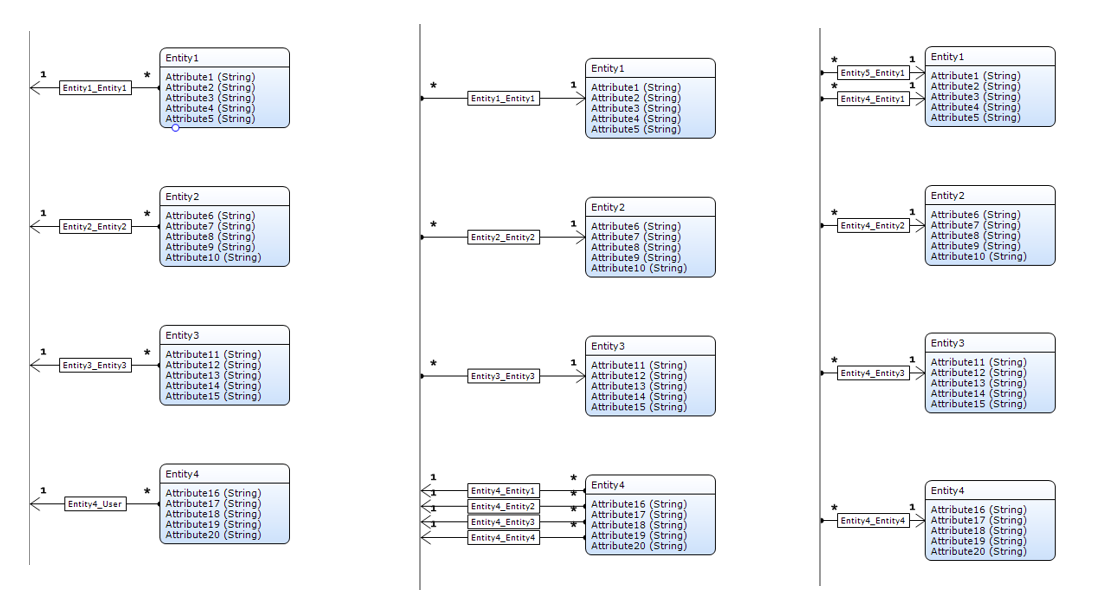 Entity1
1
*
Entity1_Entity1
Attribute1 (String)
Attribute2 (String)
Attribute3 (String)
Attribute4 (String)
Attribute5 (String)
Entity2
1
*
Entity2_Entity2
Attribute6 (String)
Attribute7 (String)
Attribute8 (String)
Attribute9 (String)
Attribute10 (String)
Entity3
1
*
Entity3_Entity3
Attribute11 (String)
Attribute12 (String)
Attribute13 (String)
Attribute14 (String)
Attribute15 (String)
Entity4
1
*
Entity4_User
Attribute16 (String)
Attribute17 (String)
Attribute18 (String)
Attribute19 (String)
Attribute20 (String)
Entity1
*
1
Entity1_Entity1
Attribute1 (String)
Attribute2 (String)
Attribute3 (String)
Attribute4 (String)
Attribute5 (String)
Entity2
*
1
Entity2_Entity2
Attribute6 (String)
Attribute7 (String)
Attribute8 (String)
Attribute9 (String)
Attribute10 (String)
Entity3
*
1
Entity3_Entity3
Attribute11 (String)
Attribute12 (String)
Attribute13 (String)
Attribute14 (String)
Attribute15 (String)
Entity4
1
*
Entity4_Entity1
1
*
Entity4_Entity2
1
*
Entity4_Entity3
1
*
Entity4_Entity4
Attribute16 (String)
Attribute17 (String)
Attribute18 (String)
Attribute19 (String)
Attribute20 (String)
Entity1
*
1
Entity5_Entity1
*
1
Entity4_Entity1
Attribute1 (String)
Attribute2 (String)
Attribute3 (String)
Attribute4 (String)
Attribute5 (String)
Entity2
*
1
Entity4_Entity2
Attribute6 (String)
Attribute7 (String)
Attribute8 (String)
Attribute9 (String)
Attribute10 (String)
Entity3
*
1
Entity4_Entity3
Attribute11 (String)
Attribute12 (String)
Attribute13 (String)
Attribute14 (String)
Attribute15 (String)
Entity4
*
1
Entity4_Entity4
Attribute16 (String)
Attribute17 (String)
Attribute18 (String)
Attribute19 (String)
Attribute20 (String)